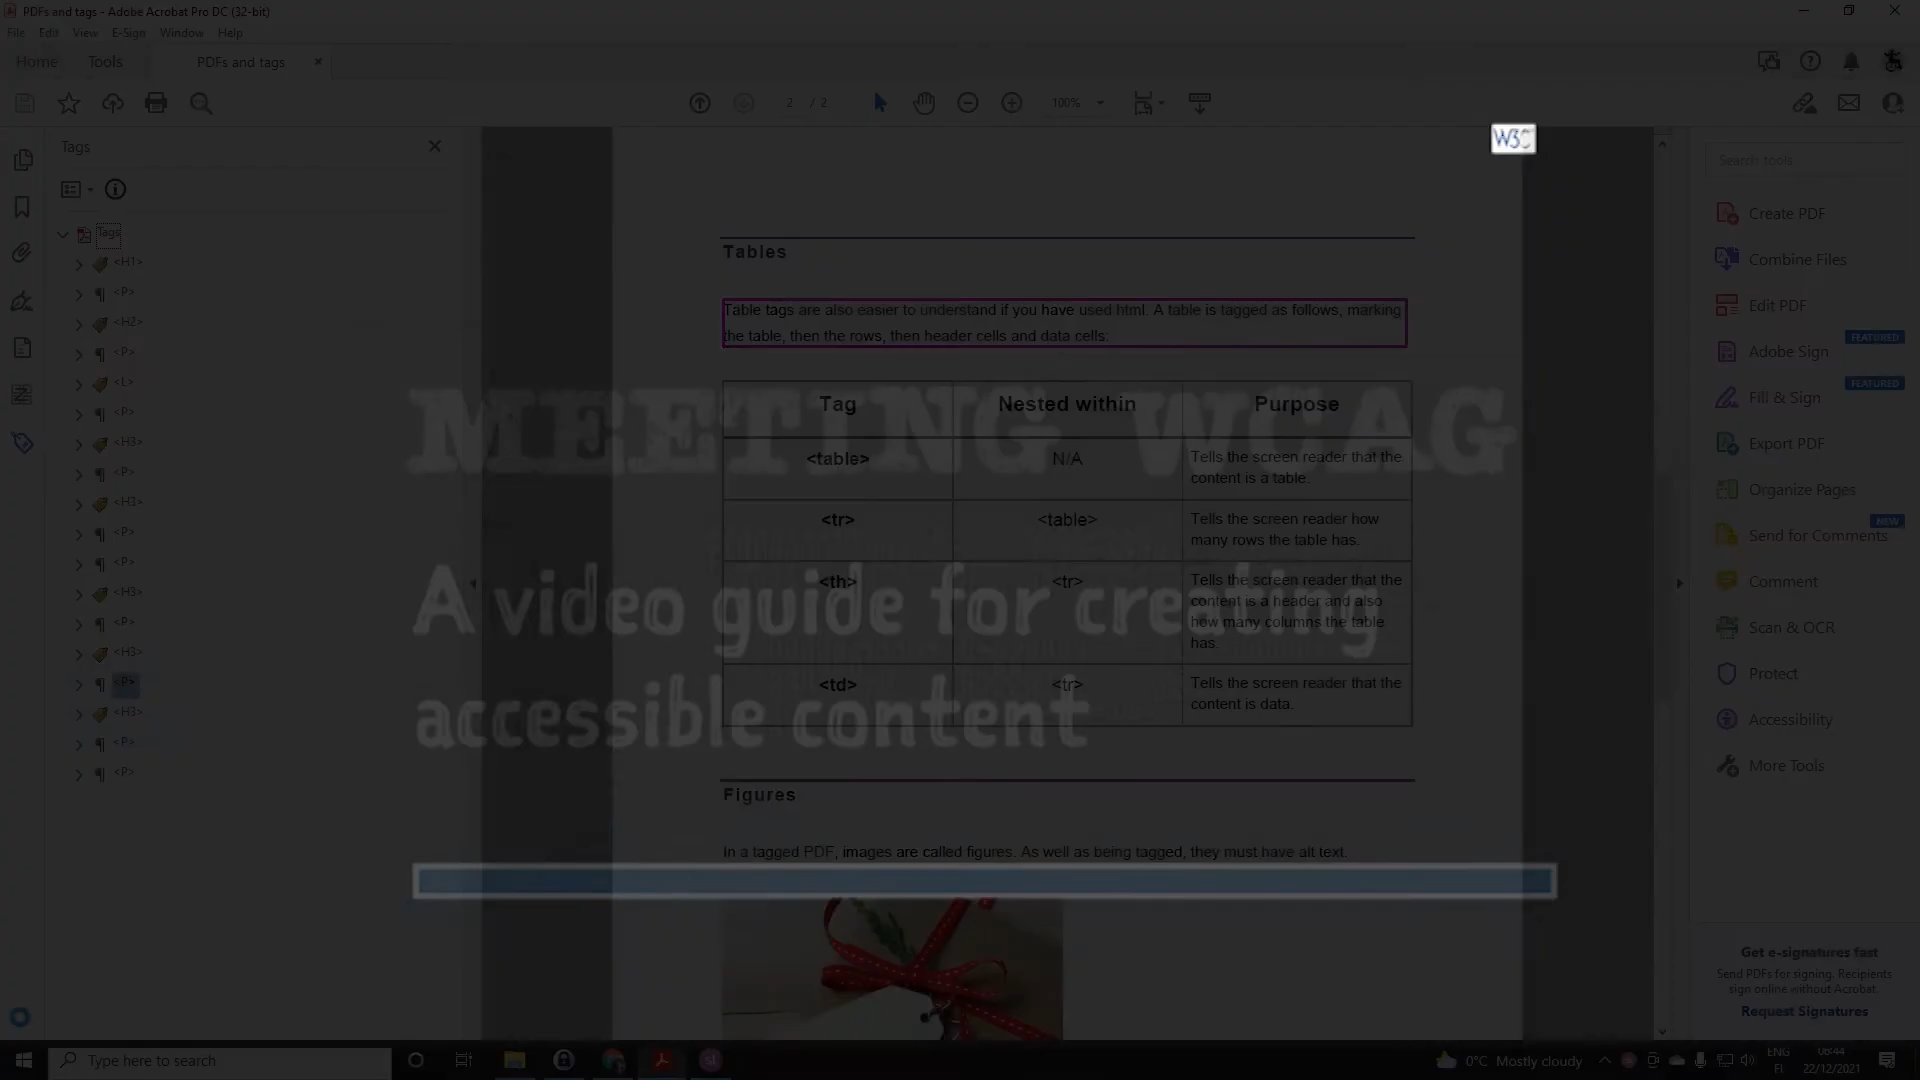 PDFs and tags - Adobe Acrobat Pro DC (32-bit)
File Edit View E-Sign Window Help
Home Tools PDFs and tags
2 / 2 100%
Tags
Tags
<H1>
<P>
<H2>
<P>
<L>
<P>
<H3>
<P>
<H3>
<P>
<P>
<H3>
<P>
<H3>
<P>
<H3>
<P>
<P>
W3C
Tables
Table tags are also easier to understand if you have used html. A table is tagged as follows, marking
the table, then the rows, then header cells and data cells:
Tag Nested within Purpose
<table> N/A Tells the screen reader that the
content is a table.
<tr> <table> Tells the screen reader how
many rows the table has.
<th> <tr> Tells the screen reader that the
content is a header and also
how many columns the table
has.
<td> <tr> Tells the screen reader that the
content is data.
Figures
In a tagged PDF, images are called figures. As well as being tagged, they must have alt text.
MEETING WCAG
A video guide for creating
accessible content
Search tools
Create PDF
Combine Files
Edit PDF
FEATURED
Adobe Sign
FEATURED
Fill & Sign
Export PDF
Organize Pages
NEW
Send for Comments
Comment
Scan & OCR
Protect
Accessibility
More Tools
Get e-signatures fast
Send PDFs for signing. Recipients
sign online without Acrobat.
Request Signatures
Type here to search
0°C Mostly cloudy
ENG
FI
06:44
22/12/2021